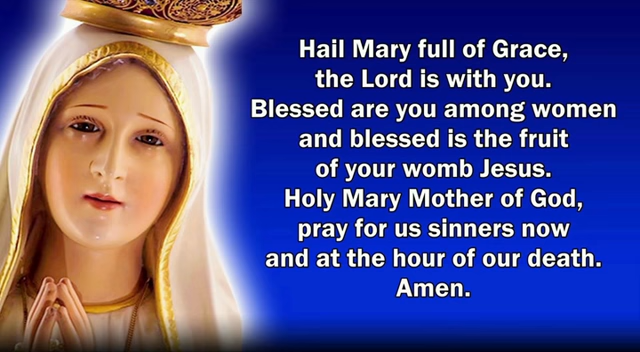 Hail Mary full of Grace,
the Lord is with you.
Blessed are you among women
and blessed is the fruit
of your womb Jesus.
Holy Mary Mother of God,
pray for us sinners now
and at the hour of our death.
Amen.